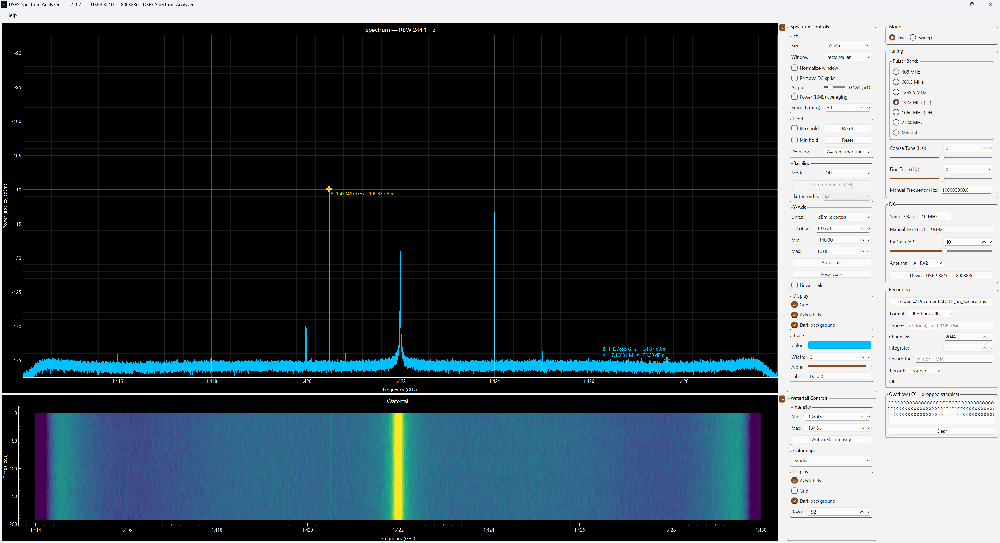 DSES Spectrum Analyzer — v1.1.7 — USRP B210 — 8003886 - DSES Spectrum Analyzer
Help
Spectrum — RBW 244.1 Hz
-90
-95
-100
-105
-110
-115
-120
-125
-130
-135
Power (approx) (dBm)
A 1.420487 GHz, -109.87 dBm
B 1.427655 GHz, -134.87 dBm
Δ +7.16801 MHz, -25.00 dBm
1.416 1.418 1.420 1.422 1.424 1.426 1.428
Frequency (GHz)
Waterfall
0
50
100
150
200
Time (rows)
1.414 1.416 1.418 1.420 1.422 1.424 1.426 1.428 1.430
Frequency (GHz)
Spectrum Controls
FFT
Size: 65536
Window: rectangular
Normalize window
Remove DC spike
Avg α: 0.183 (≈10)
Power (RMS) averaging
Smooth (bins): off
Hold
Max hold Reset
Min hold Reset
Detector: Average (per fran
Baseline
Mode: Off
Store reference (OFF)
Flatten width: 62
Y-Axis
Units: dBm (approx)
Cal offset: 13.9 dB
Min: -140.00
Max: 10.00
Autoscale
Reset Axes
Linear scale
Display
Grid
Axis labels
Dark background
Trace
Color:
Width: 3
Alpha:
Label: Data 0
Waterfall Controls
Intensity
Min: -136.45
Max: -134.53
Autoscale intensity
Colormap
viridis
Display
Axis labels
Grid
Dark background
Rows: 192
Mode
Live Sweep
Tuning
Pulsar Band:
408 MHz
680.5 MHz
1299.5 MHz
1422 MHz (HI)
1666 MHz (OH)
2304 MHz
Manual
Coarse Tune (Hz): 0
Fine Tune (Hz): 0
Manual Frequency (Hz): 100000000.0
RX
Sample Rate: 16 MHz
Manual Rate (Hz): 16.0M
RX Gain (dB): 40
Antenna: A : RX2
Device: USRP B210 — 8003886
Recording
Folder: ...\Documents\DSES_SA_Recordings
Format: Filterbank (.fil)
Source: optional, e.g. B0329+54
Channels: 2044
Integrate: 1
Record for: min or H:MM
Record: Stopped
Idle
Overflow ('O' = dropped samples)
OOOOOOOOOOOOOOOOOOOOOOOOOOOOOOOOOOO
OOOOOOOOOOOOOOOOOOOOOOOOOOOOOOOOOOO
OOOOOOOOOOOOOOOOOOOOOOOOOOOOOOOOOOO
Clear